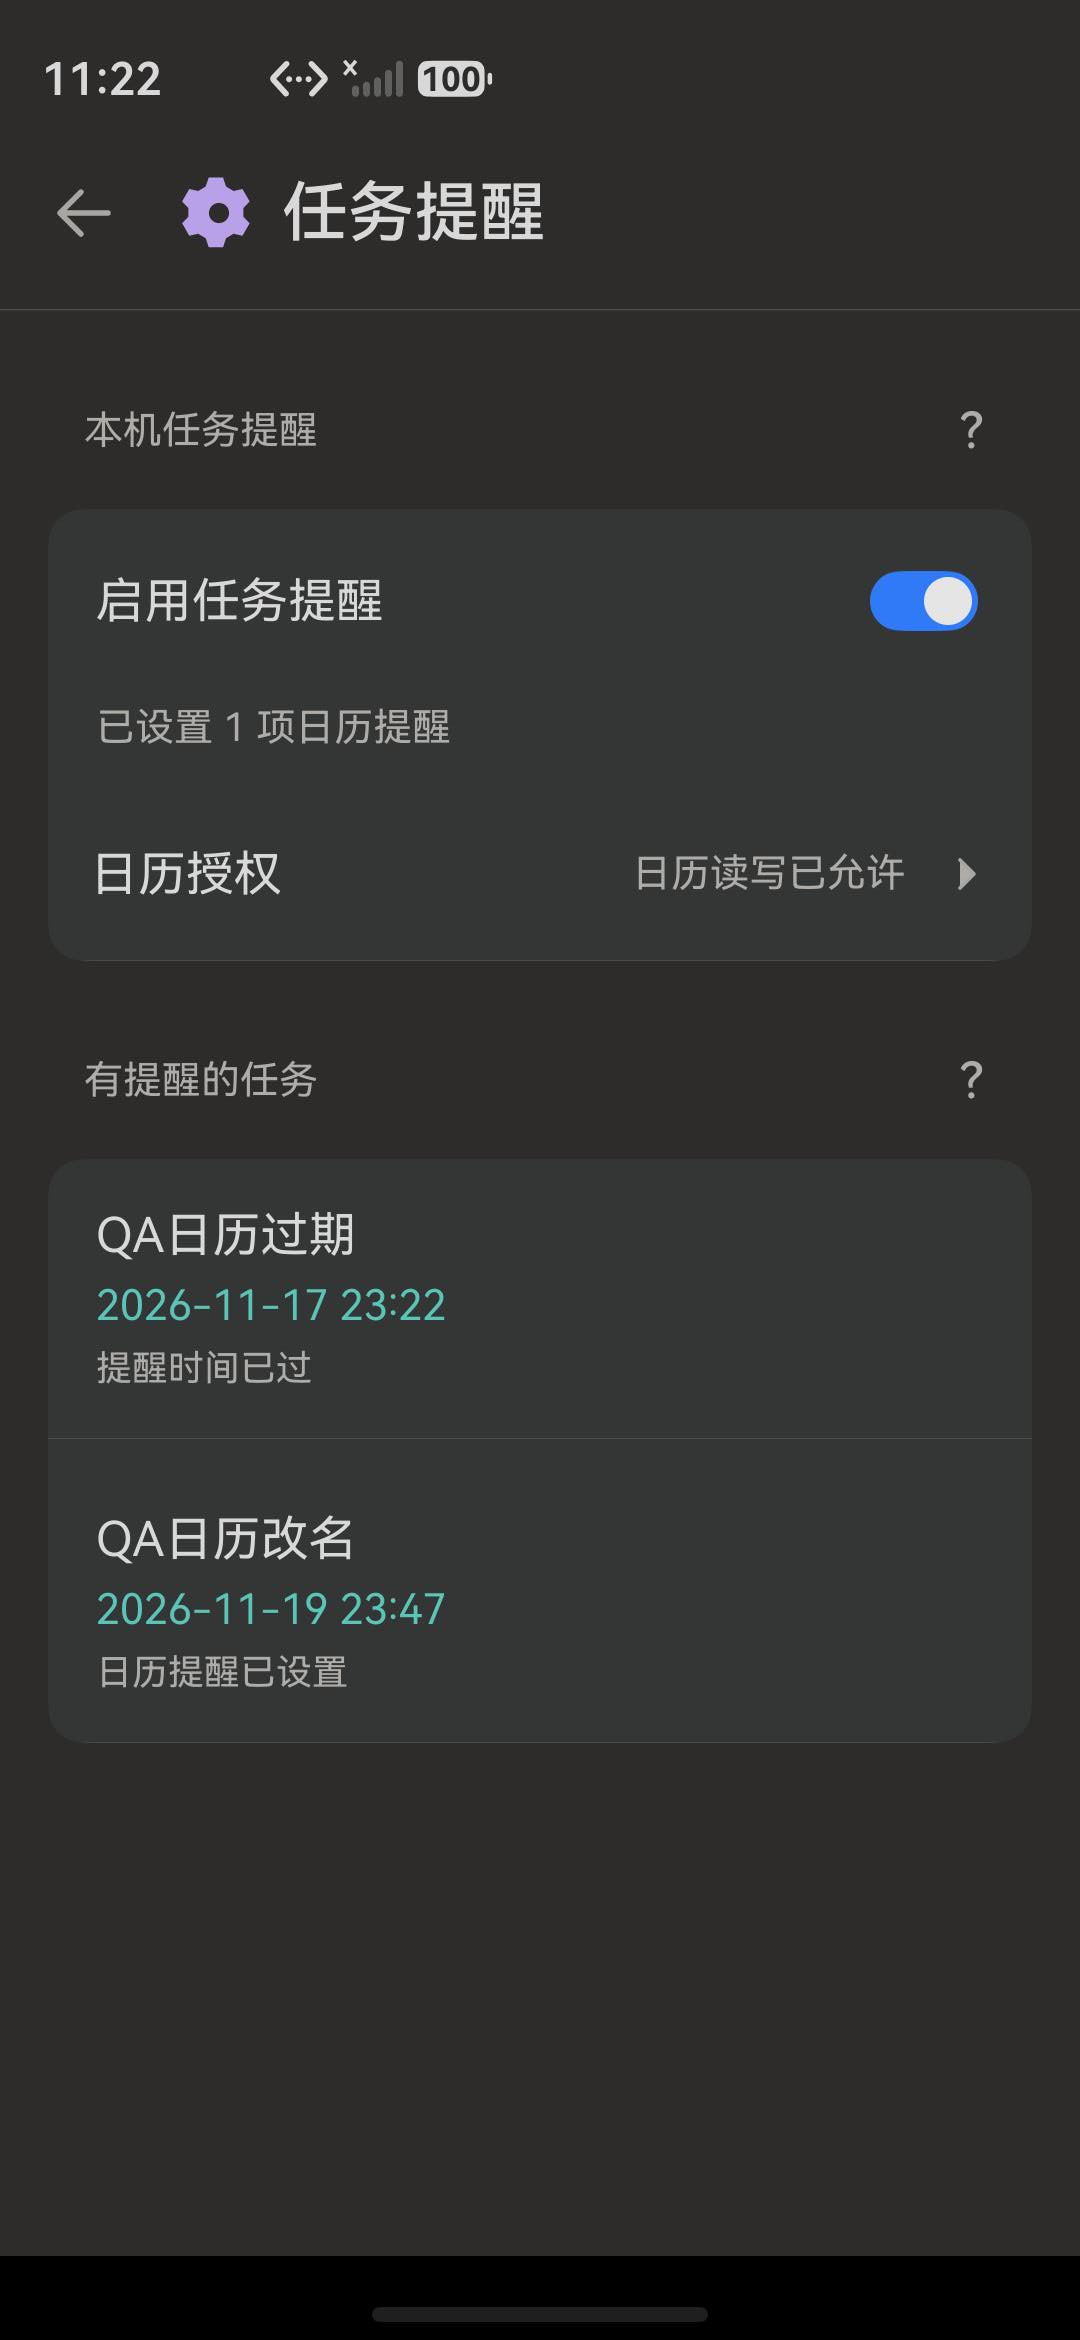 11:22
100
任务提醒
本机任务提醒
?
启用任务提醒
已设置 1 项日历提醒
日历授权
日历读写已允许
有提醒的任务
?
QA日历过期
2026-11-17 23:22
提醒时间已过
QA日历改名
2026-11-19 23:47
日历提醒已设置